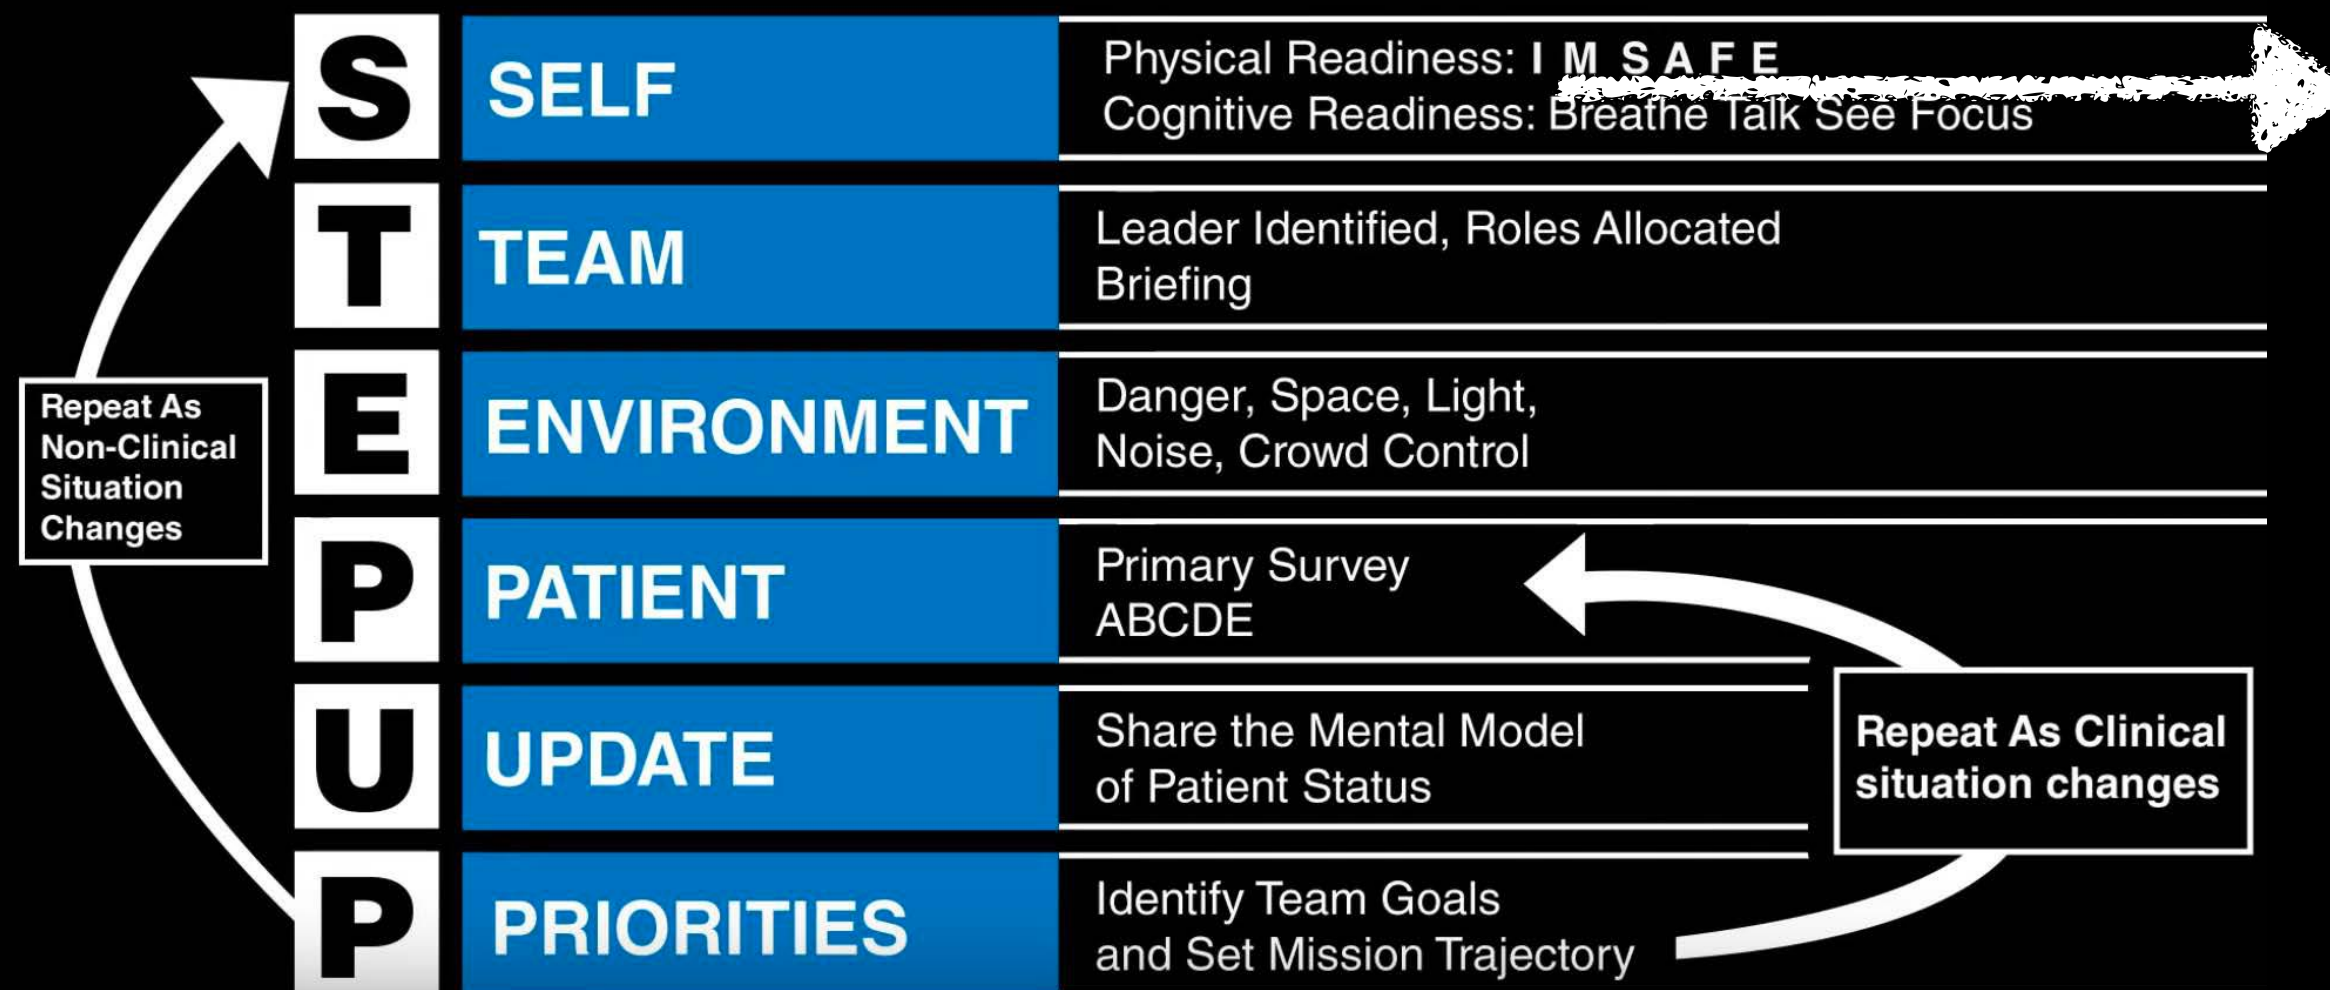 S
SELF
Physical Readiness: I M S A F E
Cognitive Readiness: Breathe Talk See Focus
T
TEAM
Leader Identified, Roles Allocated
Briefing
E
ENVIRONMENT
Danger, Space, Light,
Noise, Crowd Control
Repeat As
Non-Clinical
Situation
Changes
P
PATIENT
Primary Survey
ABCDE
U
UPDATE
Share the Mental Model
of Patient Status
Repeat As Clinical
situation changes
P
PRIORITIES
Identify Team Goals
and Set Mission Trajectory